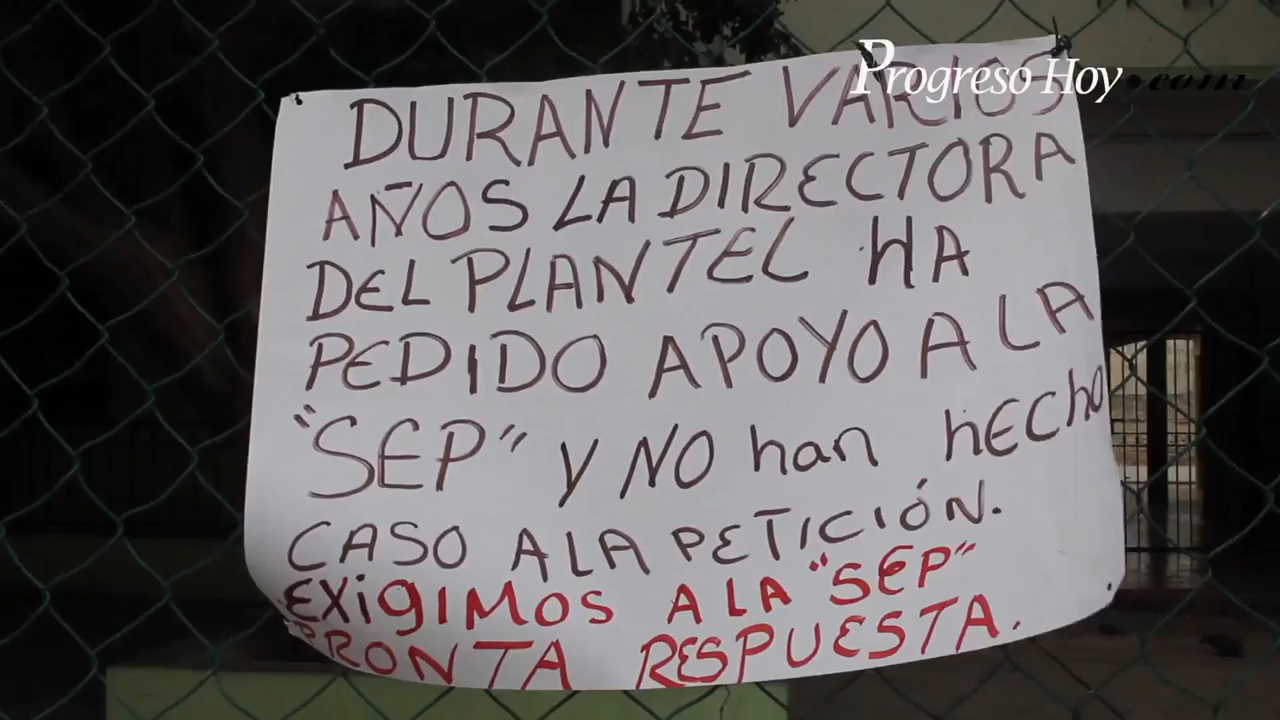 Progreso Hoy.com
DURANTE VARIOS
AÑOS LA DIRECTORA
DEL PLANTEL HA
PEDIDO APOYO A LA
"SEP" Y NO han hEChO
CASO A LA PETICIÓN.
EXiGIMOS A LA "SEP"
PRONTA RESPUESTA.